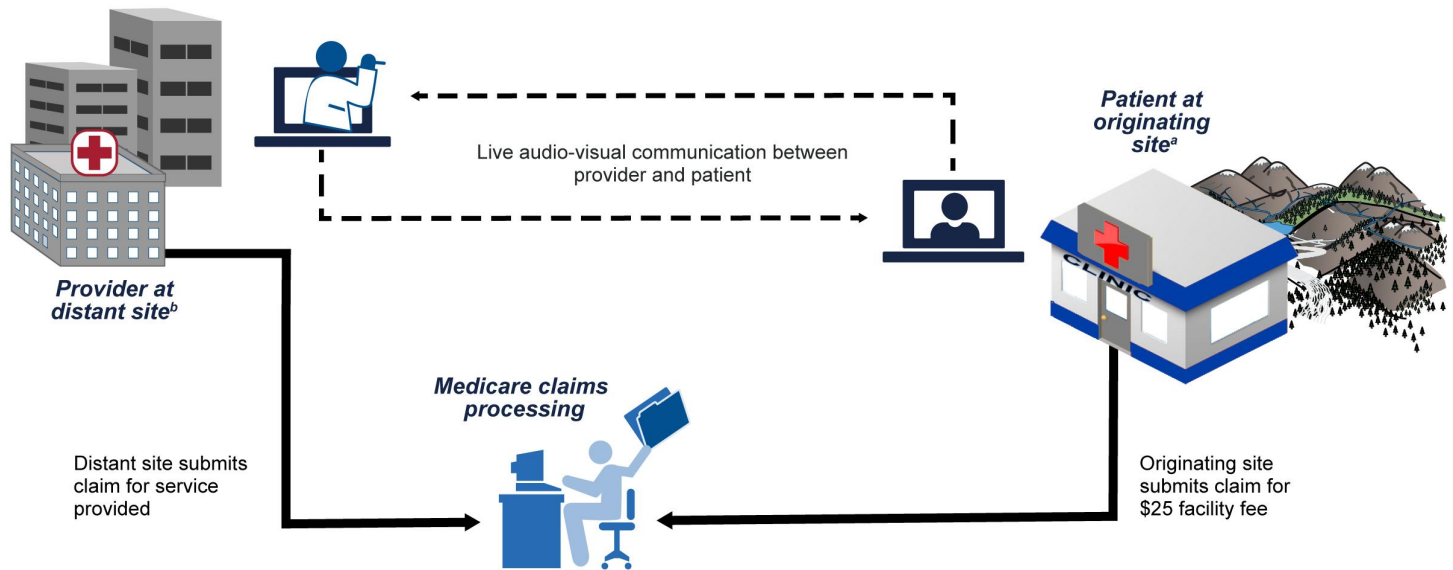 Patient at
originating
site^a
Live audio-visual communication between
provider and patient
CLINIC
Provider at
distant site^b
Medicare claims
processing
Distant site submits
claim for service
provided
Originating site
submits claim for
$25 facility fee